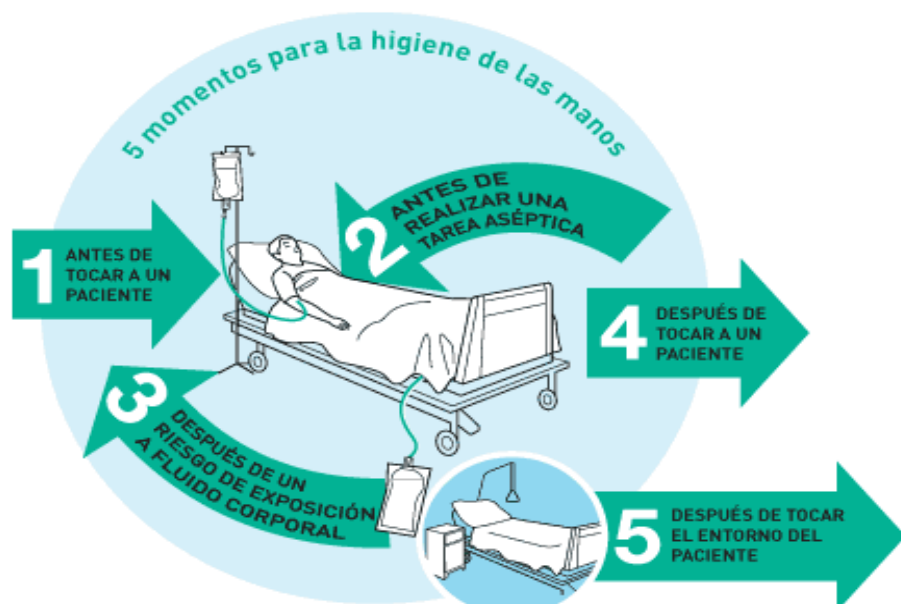 5 momentos para la higiene de las manos
1 ANTES DE
TOCAR A UN
PACIENTE
2 ANTES DE
REALIZAR UNA
TAREA ASÉPTICA
3 DESPUÉS DE UN
RIESGO DE EXPOSICIÓN
A FLUIDO CORPORAL
4 DESPUÉS DE
TOCAR A UN
PACIENTE
5 DESPUÉS DE TOCAR
EL ENTORNO DEL
PACIENTE